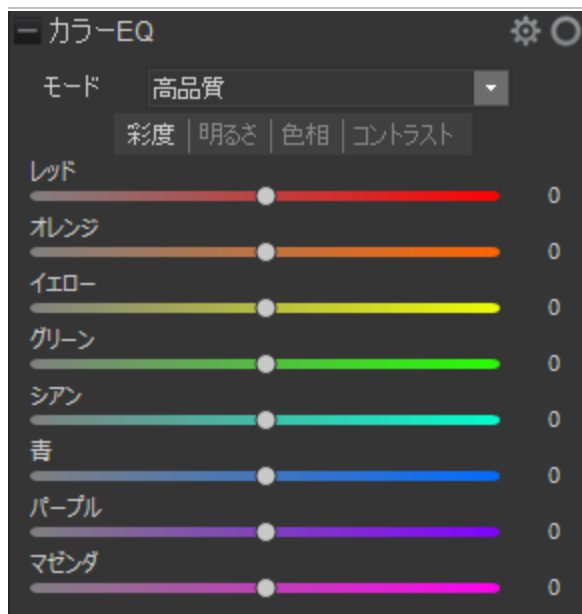 カラーEQ
モード 高品質
彩度 明るさ 色相 コントラスト
レッド
0
オレンジ
0
イエロー
0
グリーン
0
シアン
0
青
0
パープル
0
マゼンダ
0